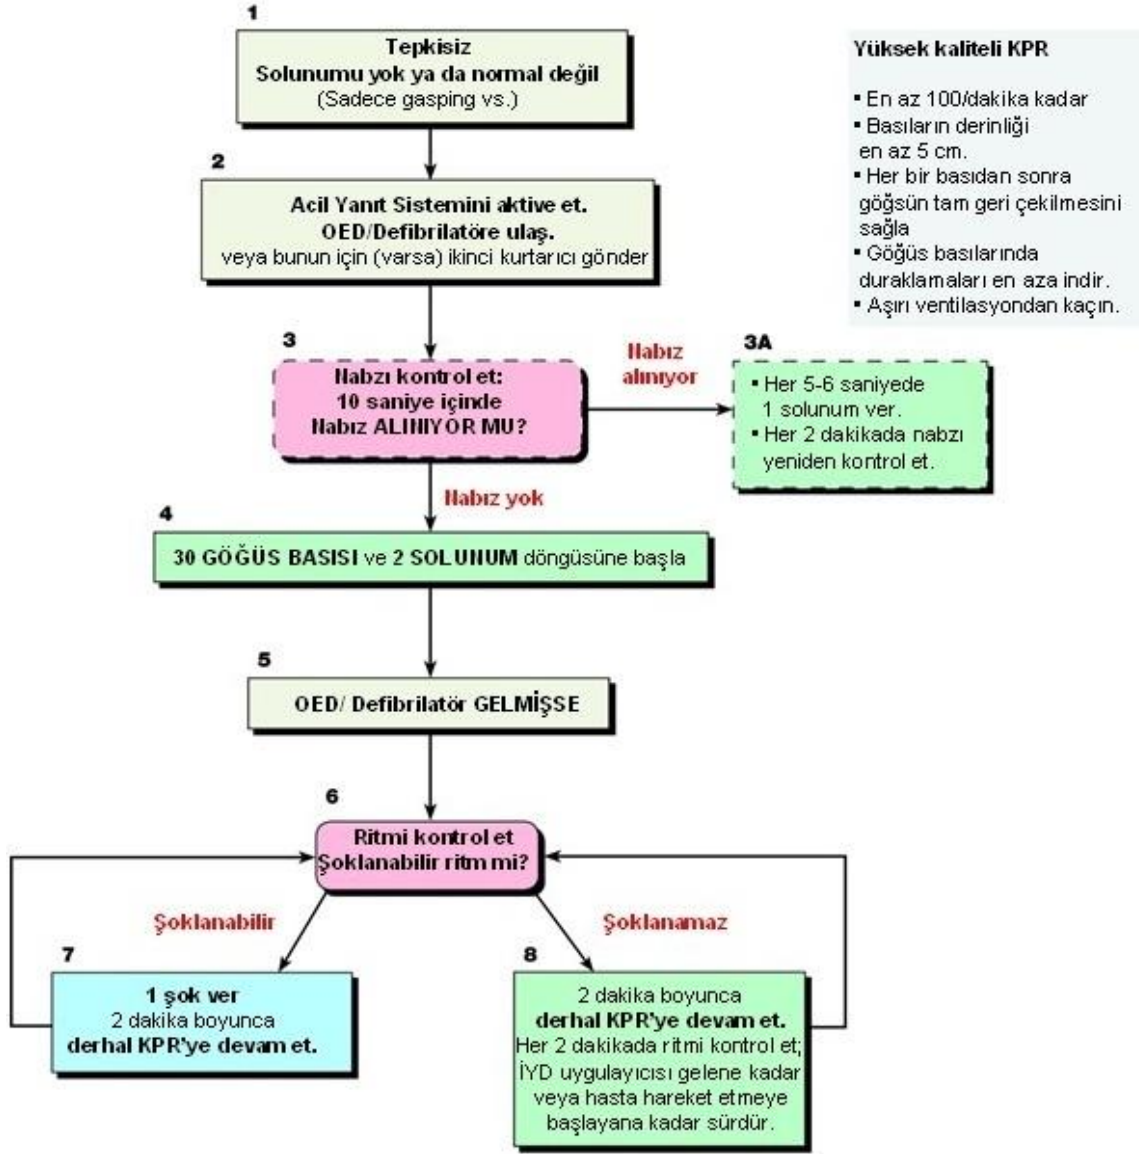 1
Tepkisiz
Solunumu yok ya da normal değil
(Sadece gasping vs.)
Yüksek kaliteli KPR
▪ En az 100/dakika kadar
▪ Basıların derinliği
en az 5 cm.
▪ Her bir basıdan sonra
göğsün tam geri çekilmesini
sağla
▪ Göğüs basılarında
duraklamaları en aza indir.
▪ Aşırı ventilasyondan kaçın.
2
Acil Yanıt Sistemini aktive et.
OED/Defibrilatöre ulaş.
veya bunun için (varsa) ikinci kurtarıcı gönder
3
Nabzı kontrol et:
10 saniye içinde
Nabız ALINIYOR MU?
Nabız
alınıyor
3A
▪ Her 5-6 saniyede
1 solunum ver.
▪ Her 2 dakikada nabzı
yeniden kontrol et.
Nabız yok
4
30 GÖĞÜS BASISI ve 2 SOLUNUM döngüsüne başla
5
OED/ Defibrilatör GELMİŞSE
6
Ritmi kontrol et
Şoklanabilir ritm mi?
Şoklanabilir
Şoklanamaz
7
1 şok ver
2 dakika boyunca
derhal KPR'ye devam et.
8
2 dakika boyunca
derhal KPR'ye devam et.
Her 2 dakikada ritmi kontrol et;
İYD uygulayıcısı gelene kadar
veya hasta hareket etmeye
başlayana kadar sürdür.